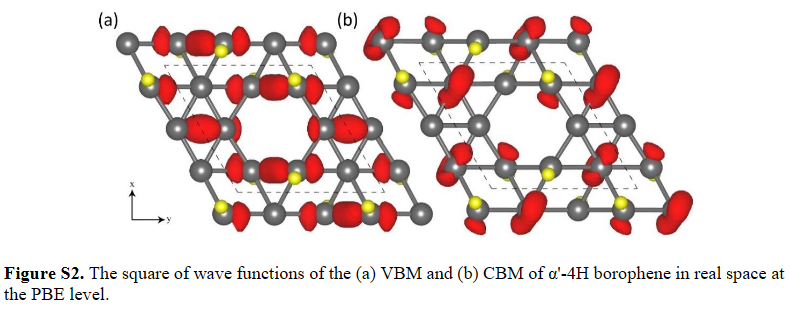 (a)
(b)
x
y
Figure S2. The square of wave functions of the (a) VBM and (b) CBM of α'-4H borophene in real space at
the PBE level.